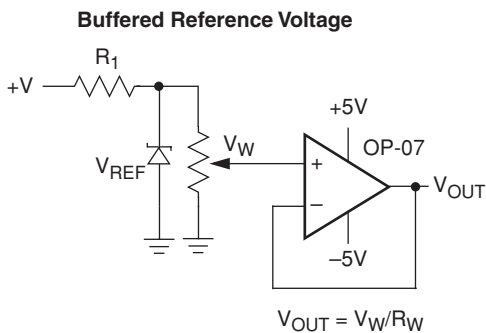 Buffered Reference Voltage
R1
+V
+5V
OP-07
VW
VREF
+
–
VOUT
–5V
VOUT = VW/RW